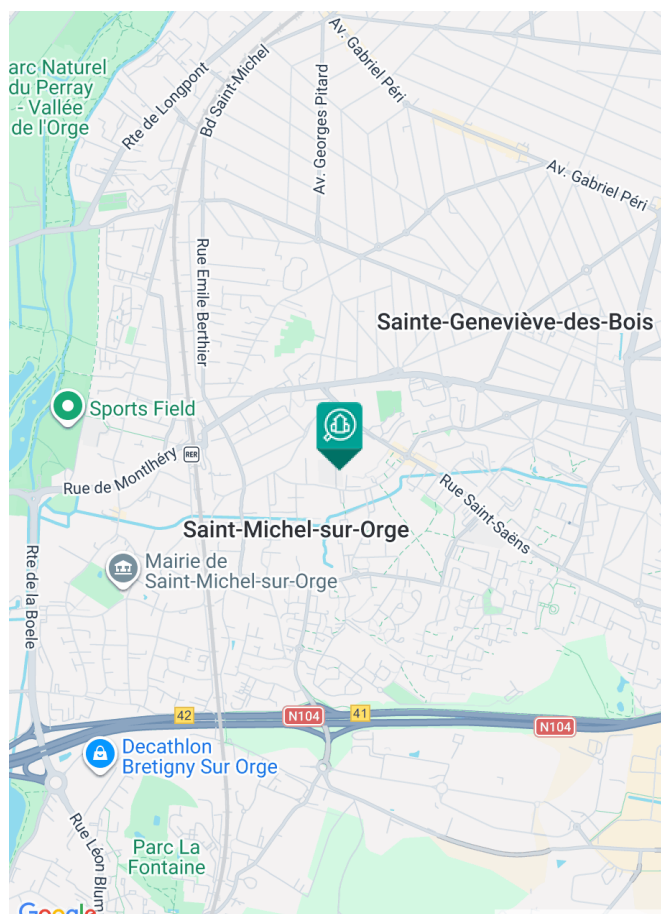 Av. Gabriel Péri
arc Naturel
du Perray
- Vallée
de l'Orge
Rte de Longpont
Bd Saint-Michel
Av. Georges Pitard
Av. Gabriel Péri
Rue Emile Berthier
Sainte-Geneviève-des-Bois
Sports Field
Rue de Montlhéry
RER
Rue Saint-Saëns
Saint-Michel-sur-Orge
Mairie de
Saint-Michel-sur-Orge
Rte de la Boele
42
N104
41
N104
Decathlon
Bretigny Sur Orge
Rue Léon Blum
Parc La
Fontaine
Google